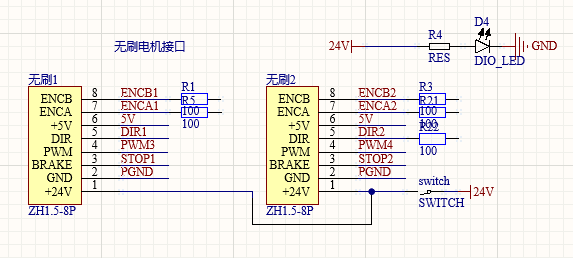 无刷电机接口
24V
R4
RES
D4
DIO_LED
GND
无刷1
ENCB 8 ENCB1 R1
ENCA 7 ENCA1 R5
100
+5V 6 5V 100
DIR 5 DIR1
PWM 4 PWM3
BRAKE 3 STOP1
GND 2 PGND
+24V 1
ZH1.5-8P
无刷2
ENCB 8 ENCB2 R3
ENCA 7 ENCA2 R21
100
+5V 6 5V 100
DIR 5 DIR2 R22
PWM 4 PWM4 100
BRAKE 3 STOP2
GND 2 PGND
+24V 1
ZH1.5-8P
switch
SWITCH
24V